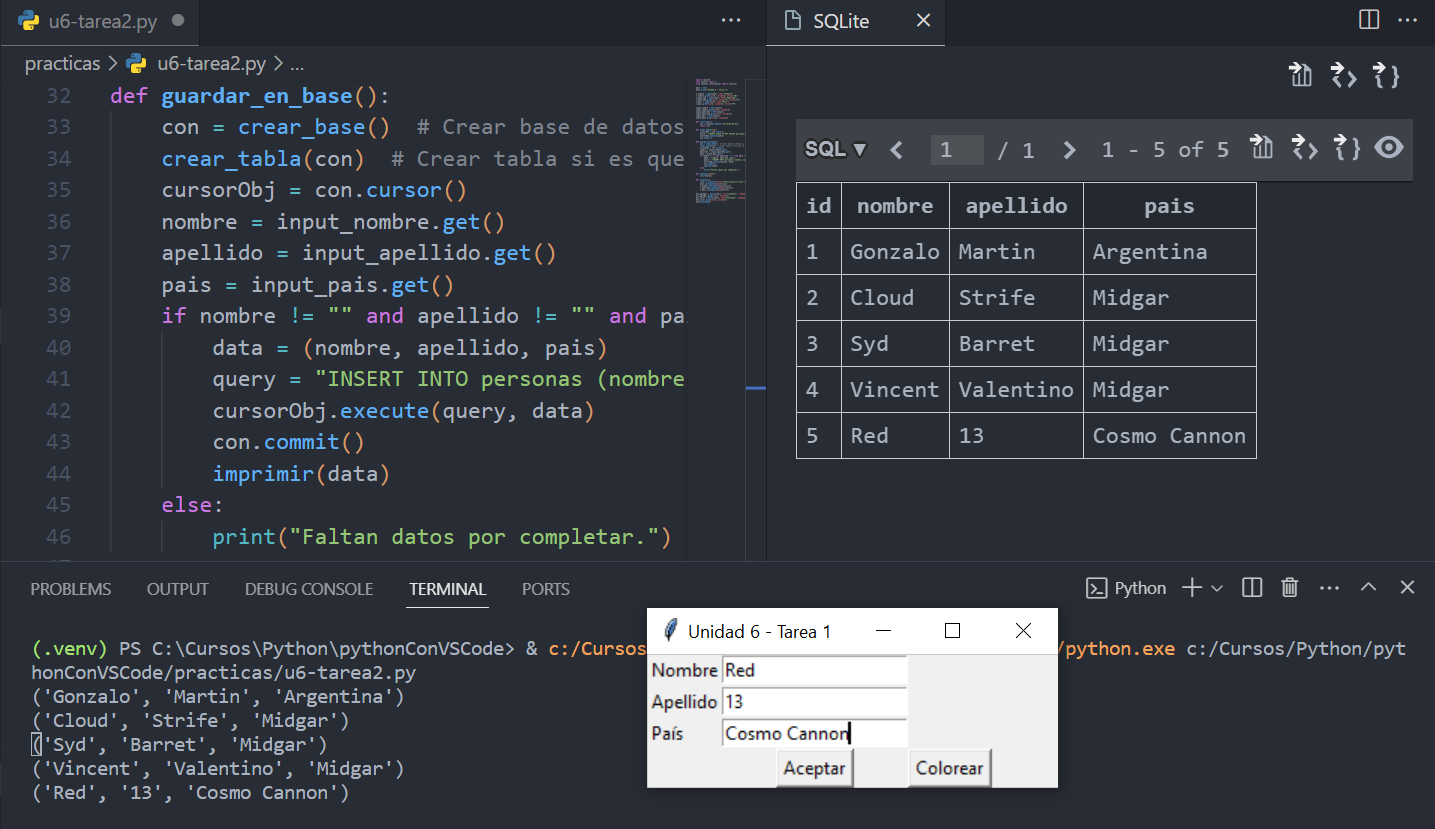 u6-tarea2.py
practicas > u6-tarea2.py > ...
32 def guardar_en_base():
33 con = crear_base()  # Crear base de datos
34 crear_tabla(con)  # Crear tabla si es que
35 cursorObj = con.cursor()
36 nombre = input_nombre.get()
37 apellido = input_apellido.get()
38 pais = input_pais.get()
39 if nombre != "" and apellido != "" and pai
40 data = (nombre, apellido, pais)
41 query = "INSERT INTO personas (nombre
42 cursorObj.execute(query, data)
43 con.commit()
44 imprimir(data)
45 else:
46 print("Faltan datos por completar.")
SQLite
SQL ▼ < 1 / 1 > 1 - 5 of 5
id nombre apellido pais
1 Gonzalo Martin Argentina
2 Cloud Strife Midgar
3 Syd Barret Midgar
4 Vincent Valentino Midgar
5 Red 13 Cosmo Cannon
PROBLEMS OUTPUT DEBUG CONSOLE TERMINAL PORTS
Python
(.venv) PS C:\Cursos\Python\pythonConVSCode> & c:/Cursos /python.exe c:/Cursos/Python/pyt
honConVSCode/practicas/u6-tarea2.py
('Gonzalo', 'Martin', 'Argentina')
('Cloud', 'Strife', 'Midgar')
('Syd', 'Barret', 'Midgar')
('Vincent', 'Valentino', 'Midgar')
('Red', '13', 'Cosmo Cannon')
Unidad 6 - Tarea 1
Nombre Red
Apellido 13
País Cosmo Cannon
Aceptar Colorear